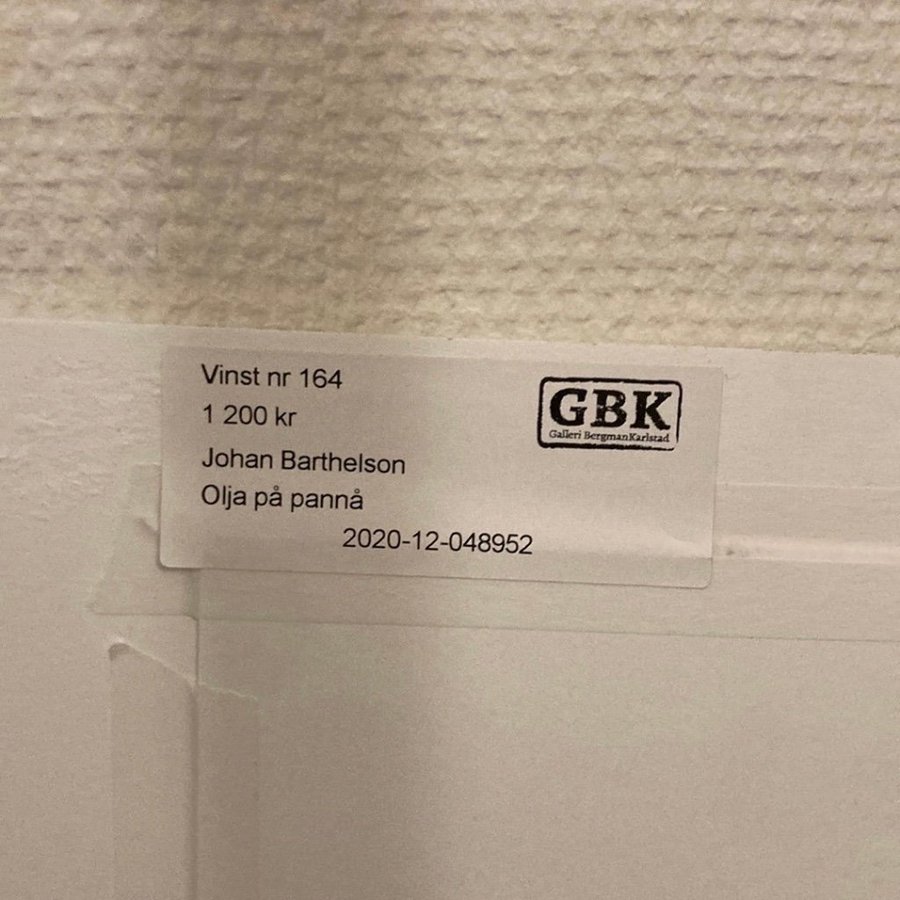 Vinst nr 164
1 200 kr
Johan Barthelson
Olja på pannå
2020-12-048952
GBK
Galleri BergmanKarlstad